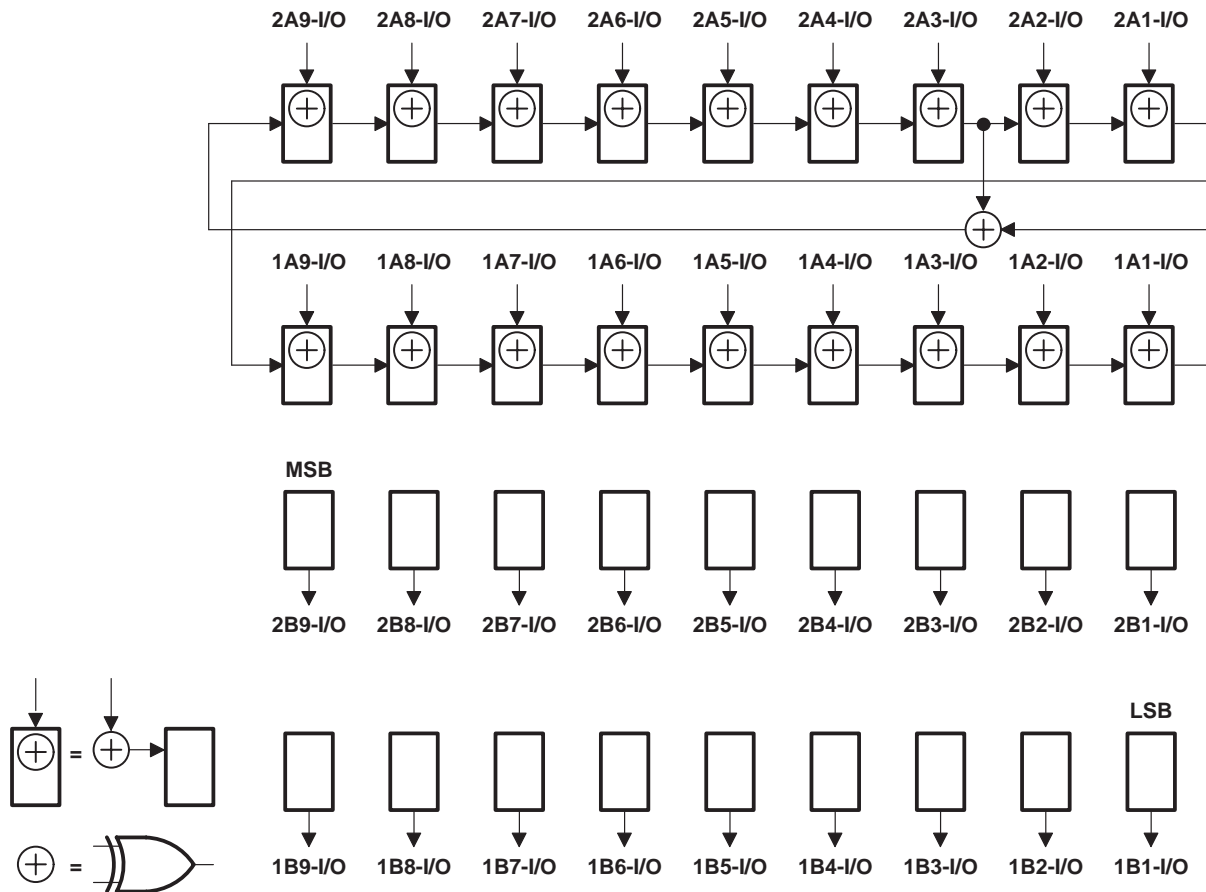 2A9-I/O 2A8-I/O 2A7-I/O 2A6-I/O 2A5-I/O 2A4-I/O 2A3-I/O 2A2-I/O 2A1-I/O
1A9-I/O 1A8-I/O 1A7-I/O 1A6-I/O 1A5-I/O 1A4-I/O 1A3-I/O 1A2-I/O 1A1-I/O
MSB
2B9-I/O 2B8-I/O 2B7-I/O 2B6-I/O 2B5-I/O 2B4-I/O 2B3-I/O 2B2-I/O 2B1-I/O
LSB
=
=
1B9-I/O 1B8-I/O 1B7-I/O 1B6-I/O 1B5-I/O 1B4-I/O 1B3-I/O 1B2-I/O 1B1-I/O